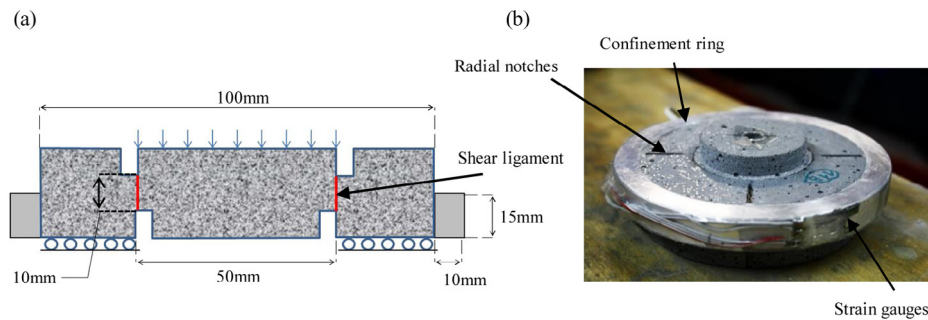 (a)
100mm
Shear ligament
15mm
10mm
50mm
10mm
(b)
Confinement ring
Radial notches
Strain gauges